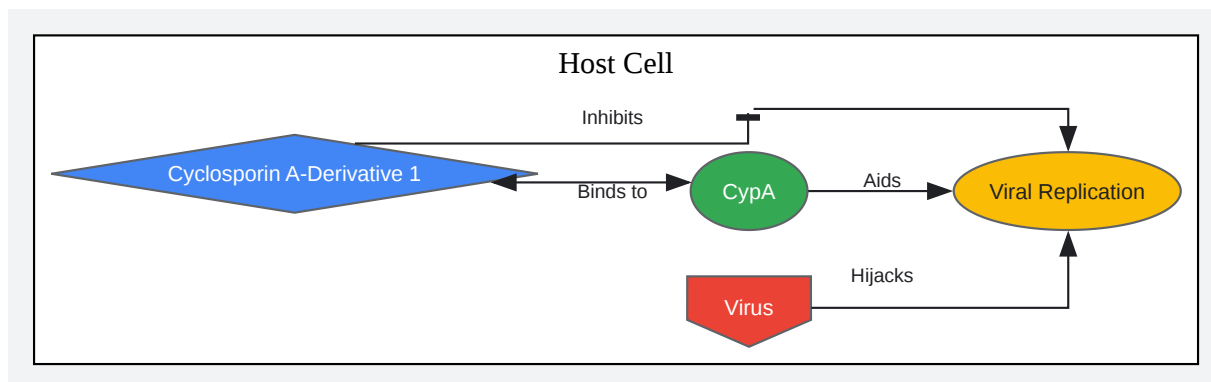 Host Cell
Inhibits
Cyclosporin A-Derivative 1
Binds to
CypA
Aids
Viral Replication
Hijacks
Virus